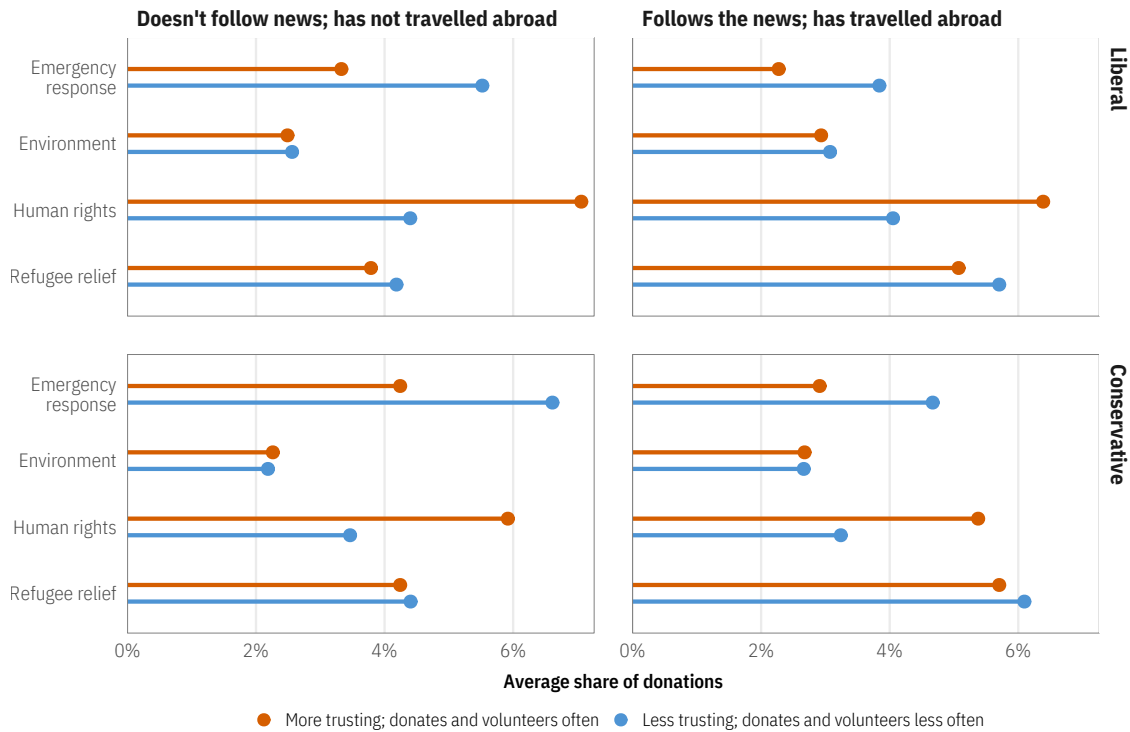 Doesn't follow news; has not travelled abroad
Follows the news; has travelled abroad
Emergency
response
Environment
Human rights
Refugee relief
Liberal
Emergency
response
Environment
Human rights
Refugee relief
Conservative
0%
2%
4%
6%
0%
2%
4%
6%
Average share of donations
More trusting; donates and volunteers often
Less trusting; donates and volunteers less often